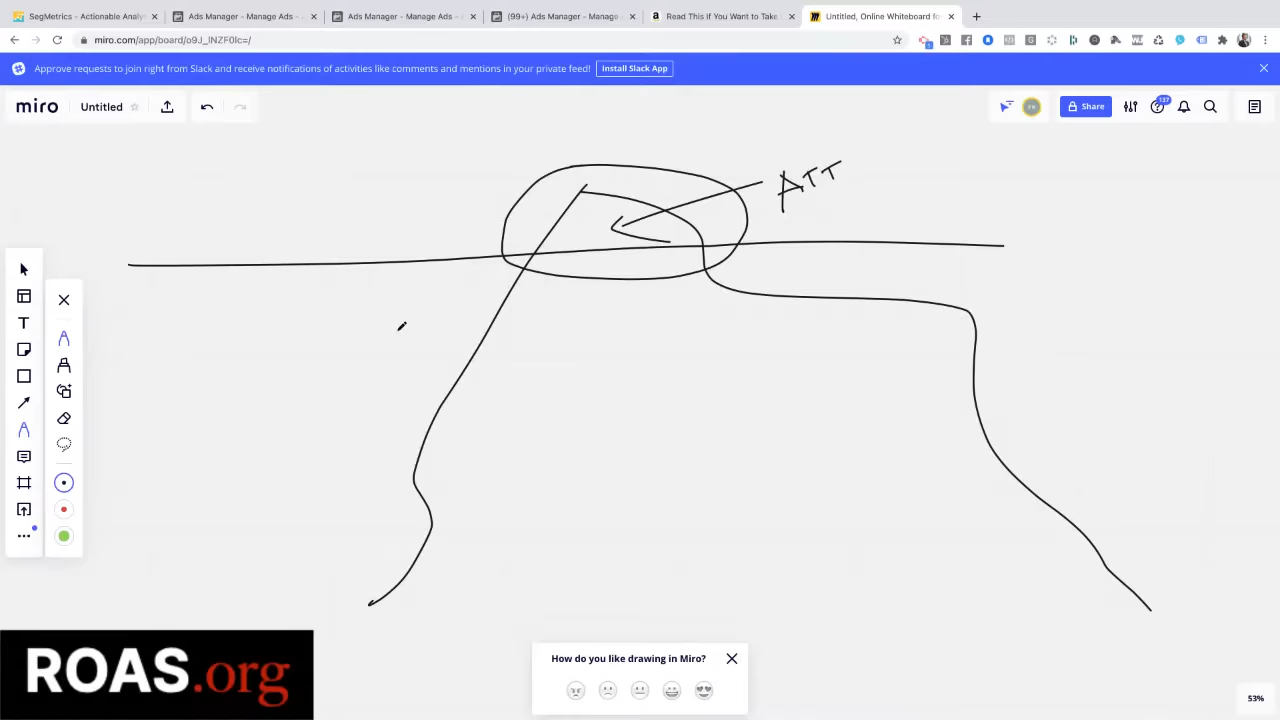 SegMetrics - Actionable Analyt
Ads Manager - Manage Ads -
Ads Manager - Manage Ads - A
(99+) Ads Manager - Manage
Read This If You Want to Take
Untitled, Online Whiteboard fo
miro.com/app/board/o9J_lNZF0lc=/
Approve requests to join right from Slack and receive notifications of activities like comments and mentions in your private feed!
Install Slack App
miro
Untitled
Share
137
ATT
T
ROAS.org
How do you like drawing in Miro?
53%